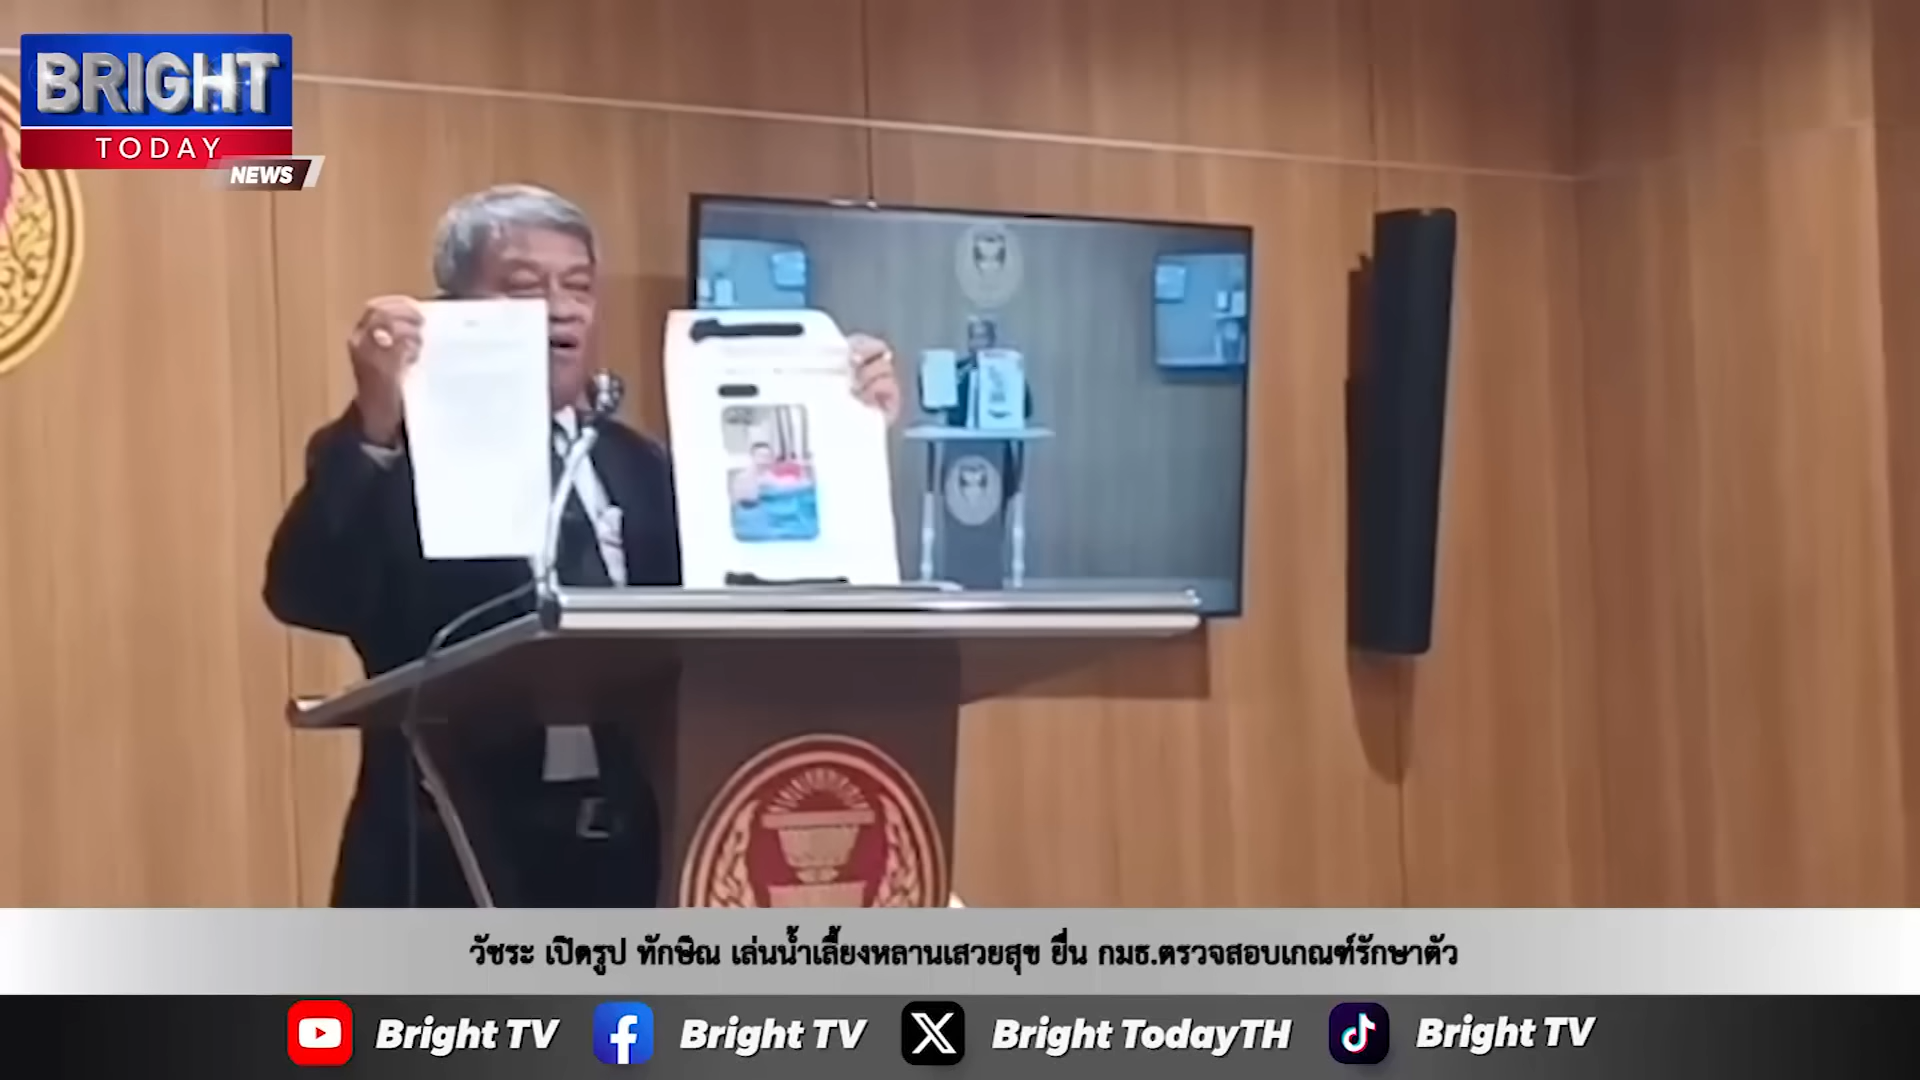 BRIGHT
TODAY
NEWS
วัชระ เปิดรูป ทักษิณ เล่นน้ำเลี้ยงหลานเสวยสุข ยื่น กมธ.ตรวจสอบเกณฑ์รักษาตัว
Bright TV Bright TV Bright TodayTH Bright TV